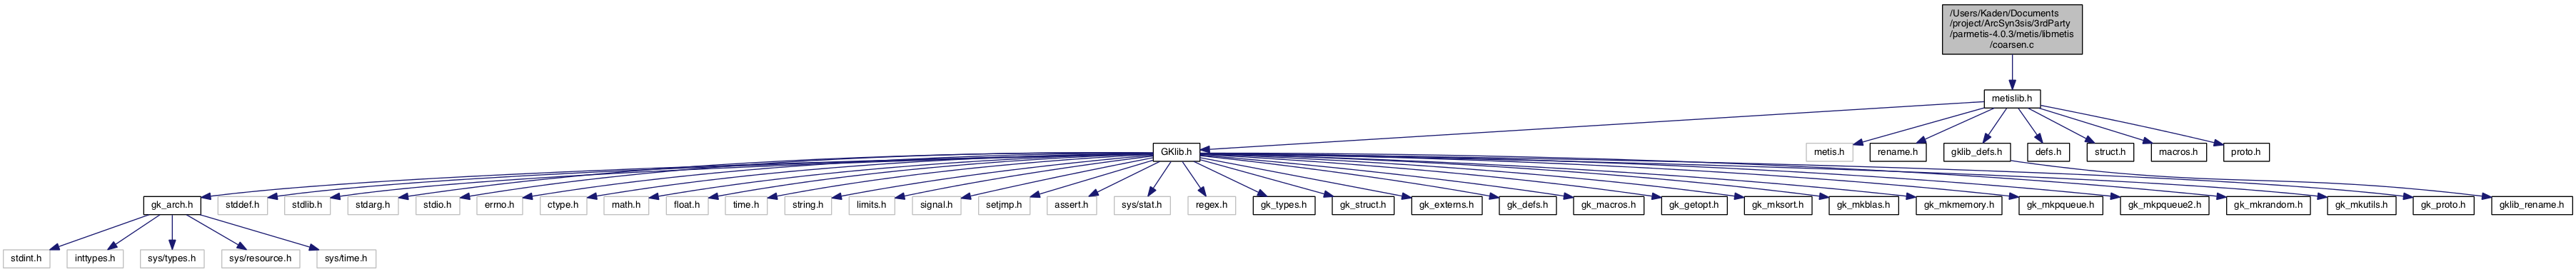 /Users/Kaden/Documents
/project/ArcSyn3sis/3rdParty
/parmetis-4.0.3/metis/libmetis
/coarsen.c
metislib.h
GKlib.h
metis.h
rename.h
gklib_defs.h
defs.h
struct.h
macros.h
proto.h
gk_arch.h
stddef.h
stdlib.h
stdarg.h
stdio.h
errno.h
ctype.h
math.h
float.h
time.h
string.h
limits.h
signal.h
setjmp.h
assert.h
sys/stat.h
regex.h
gk_types.h
gk_struct.h
gk_externs.h
gk_defs.h
gk_macros.h
gk_getopt.h
gk_mksort.h
gk_mkblas.h
gk_mkmemory.h
gk_mkpqueue.h
gk_mkpqueue2.h
gk_mkrandom.h
gk_mkutils.h
gk_proto.h
gklib_rename.h
stdint.h
inttypes.h
sys/types.h
sys/resource.h
sys/time.h